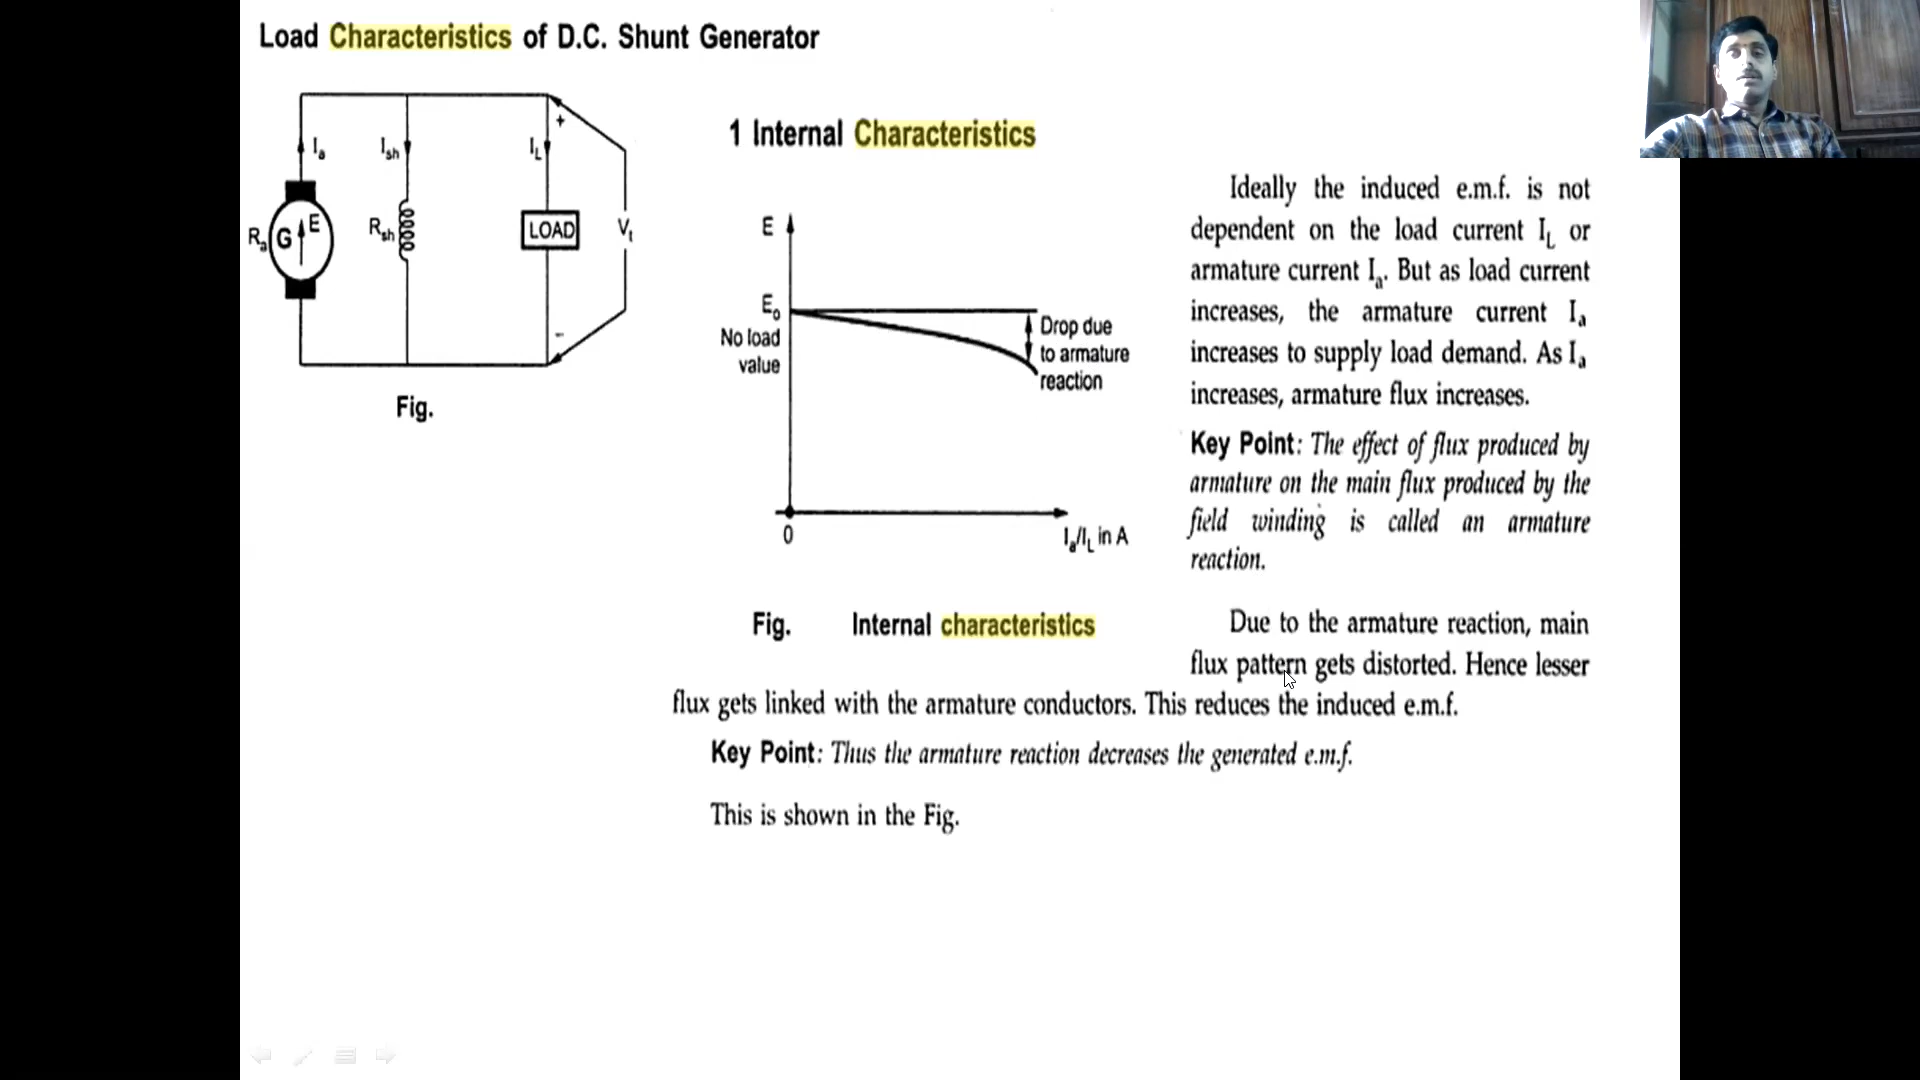 Load Characteristics of D.C. Shunt Generator
Ia
Ish
IL
+
Ra
G
E
Rsh
LOAD
Vt
-
Fig.
1 Internal Characteristics
E
Eo
No load
value
Drop due
to armature
reaction
0
Ia/IL in A
Fig. Internal characteristics
Ideally the induced e.m.f. is not
dependent on the load current IL or
armature current Ia. But as load current
increases, the armature current Ia
increases to supply load demand. As Ia
increases, armature flux increases.
Key Point: The effect of flux produced by
armature on the main flux produced by the
field winding is called an armature
reaction.
Due to the armature reaction, main
flux pattern gets distorted. Hence lesser
flux gets linked with the armature conductors. This reduces the induced e.m.f.
Key Point: Thus the armature reaction decreases the generated e.m.f.
This is shown in the Fig.